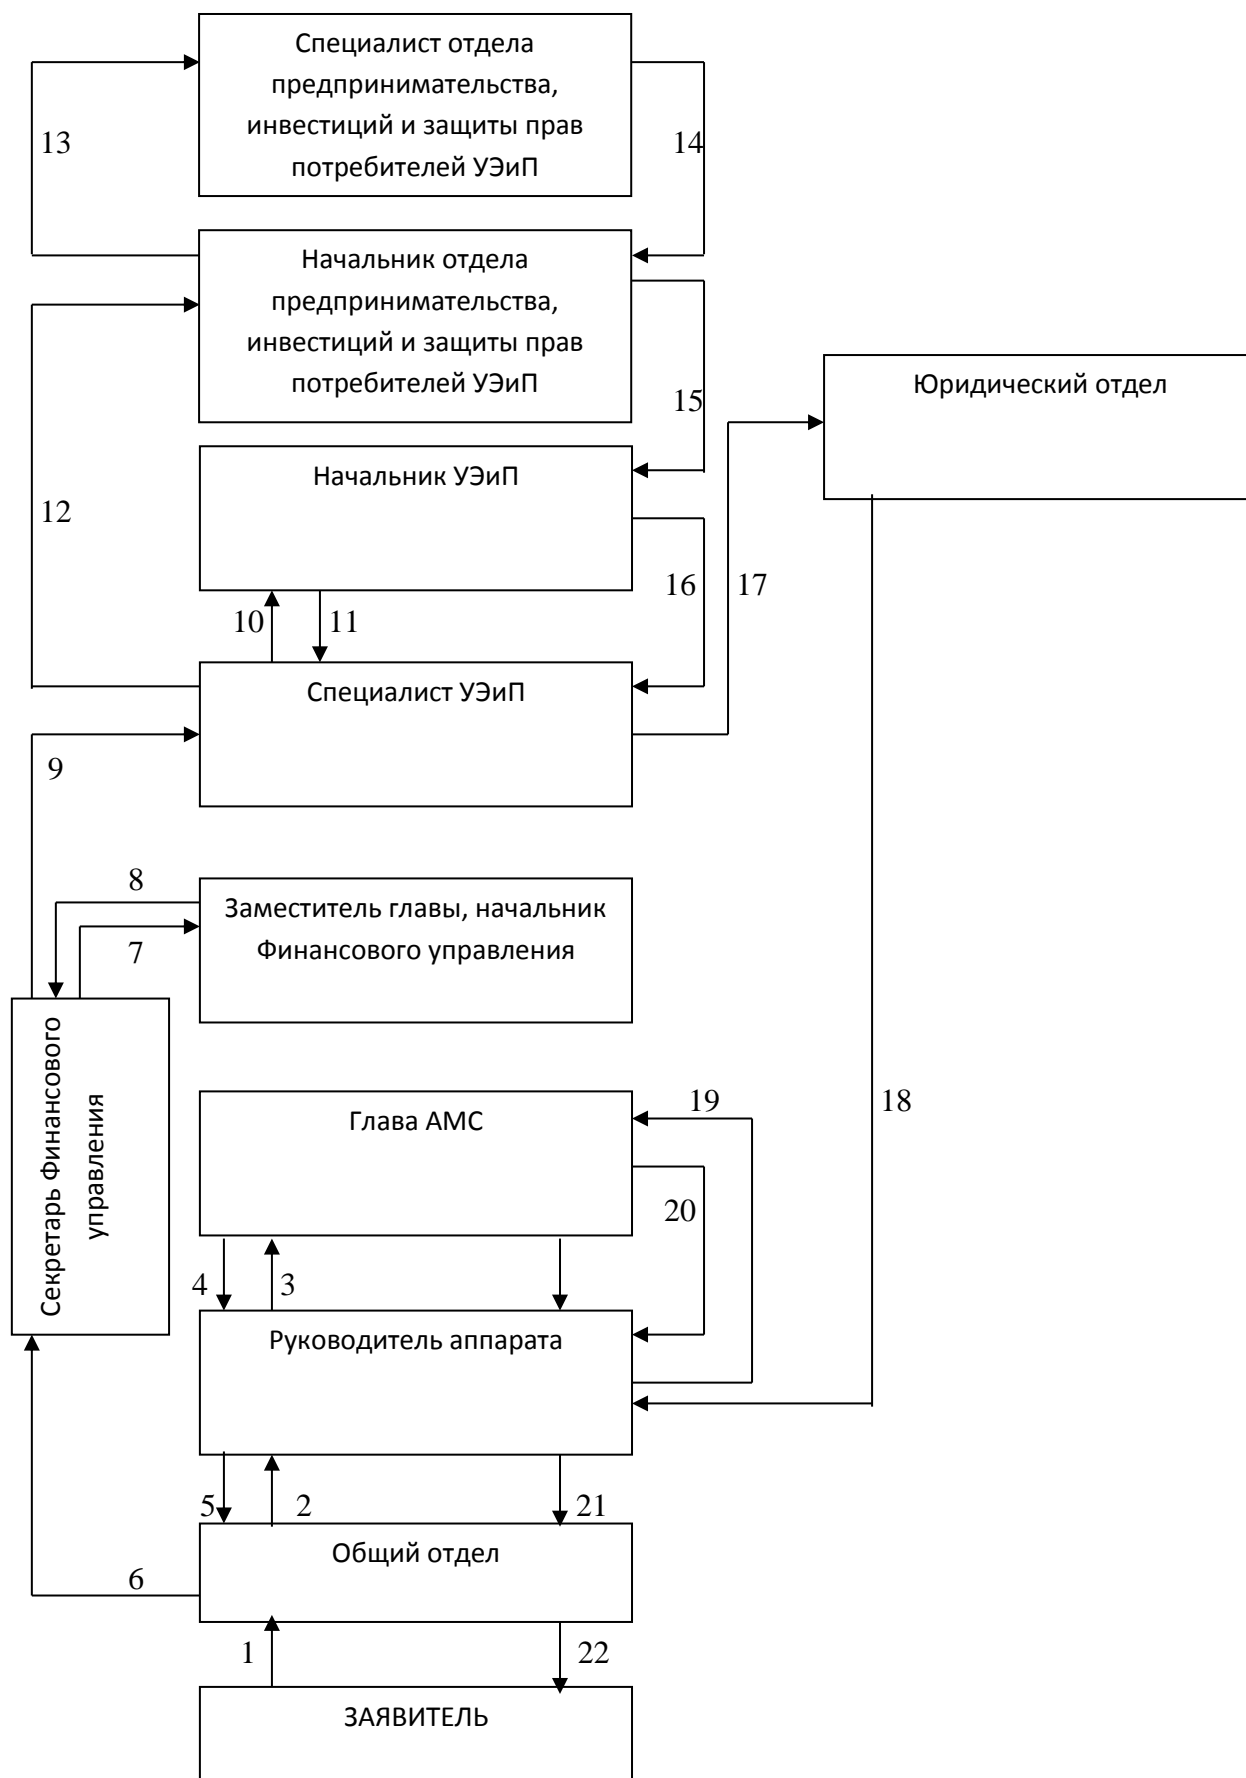 Специалист отдела
предпринимательства,
инвестиций и защиты прав
потребителей УЭиП
13
14
Начальник отдела
предпринимательства,
инвестиций и защиты прав
потребителей УЭиП
Юридический отдел
15
Начальник УЭиП
12
16
17
10
11
Специалист УЭиП
9
8
Заместитель главы, начальник
Финансового управления
7
Секретарь Финансового
управления
19
18
Глава АМС
20
4
3
Руководитель аппарата
5
2
21
Общий отдел
6
1
22
ЗАЯВИТЕЛЬ